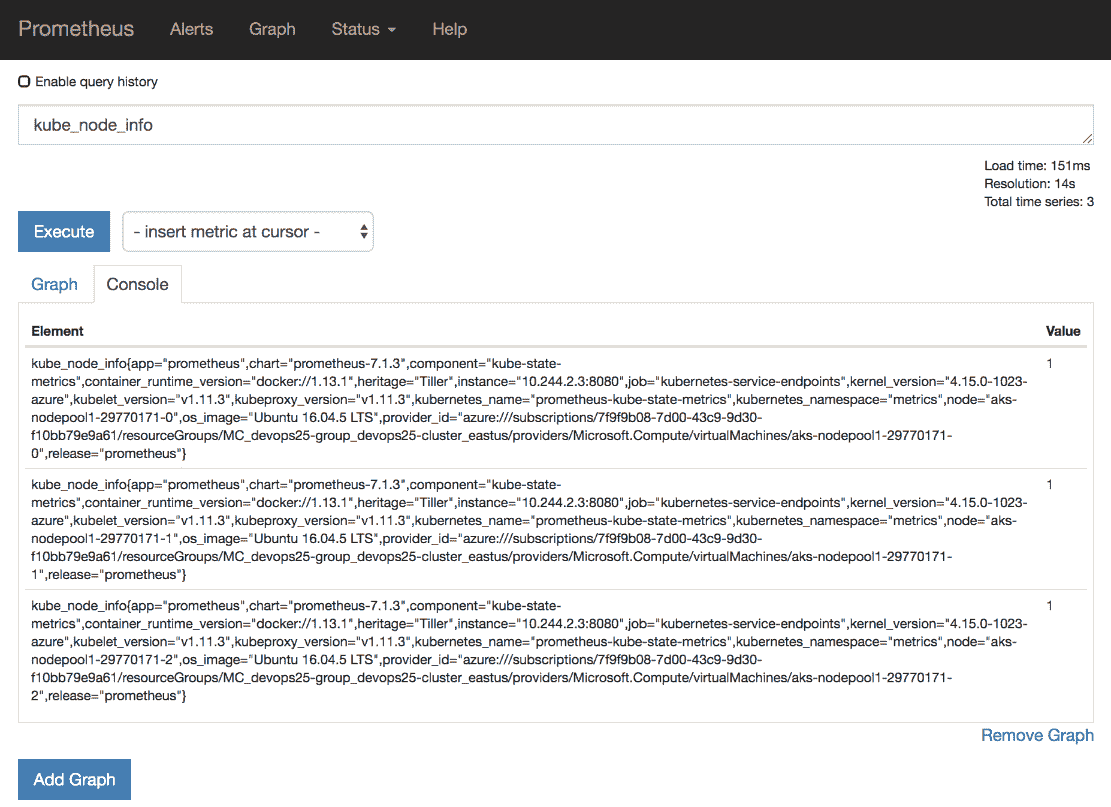 Prometheus Alerts Graph Status Help
Enable query history
kube_node_info
Load time: 151ms
Resolution: 14s
Total time series: 3
Execute - insert metric at cursor -
Graph Console
Element Value
kube_node_info{app="prometheus",chart="prometheus-7.1.3",component="kube-state- 1
metrics",container_runtime_version="docker://1.13.1",heritage="Tiller",instance="10.244.2.3:8080",job="kubernetes-service-endpoints",kernel_version="4.15.0-1023-
azure",kubelet_version="v1.11.3",kubeproxy_version="v1.11.3",kubernetes_name="prometheus-kube-state-metrics",kubernetes_namespace="metrics",node="aks-
nodepool1-29770171-0",os_image="Ubuntu 16.04.5 LTS",provider_id="azure:///subscriptions/7f9f9b08-7d00-43c9-9d30-
f10bb79e9a61/resourceGroups/MC_devops25-group_devops25-cluster_eastus/providers/Microsoft.Compute/virtualMachines/aks-nodepool1-29770171-
0",release="prometheus"}
kube_node_info{app="prometheus",chart="prometheus-7.1.3",component="kube-state- 1
metrics",container_runtime_version="docker://1.13.1",heritage="Tiller",instance="10.244.2.3:8080",job="kubernetes-service-endpoints",kernel_version="4.15.0-1023-
azure",kubelet_version="v1.11.3",kubeproxy_version="v1.11.3",kubernetes_name="prometheus-kube-state-metrics",kubernetes_namespace="metrics",node="aks-
nodepool1-29770171-1",os_image="Ubuntu 16.04.5 LTS",provider_id="azure:///subscriptions/7f9f9b08-7d00-43c9-9d30-
f10bb79e9a61/resourceGroups/MC_devops25-group_devops25-cluster_eastus/providers/Microsoft.Compute/virtualMachines/aks-nodepool1-29770171-
1",release="prometheus"}
kube_node_info{app="prometheus",chart="prometheus-7.1.3",component="kube-state- 1
metrics",container_runtime_version="docker://1.13.1",heritage="Tiller",instance="10.244.2.3:8080",job="kubernetes-service-endpoints",kernel_version="4.15.0-1023-
azure",kubelet_version="v1.11.3",kubeproxy_version="v1.11.3",kubernetes_name="prometheus-kube-state-metrics",kubernetes_namespace="metrics",node="aks-
nodepool1-29770171-2",os_image="Ubuntu 16.04.5 LTS",provider_id="azure:///subscriptions/7f9f9b08-7d00-43c9-9d30-
f10bb79e9a61/resourceGroups/MC_devops25-group_devops25-cluster_eastus/providers/Microsoft.Compute/virtualMachines/aks-nodepool1-29770171-
2",release="prometheus"}
Remove Graph
Add Graph